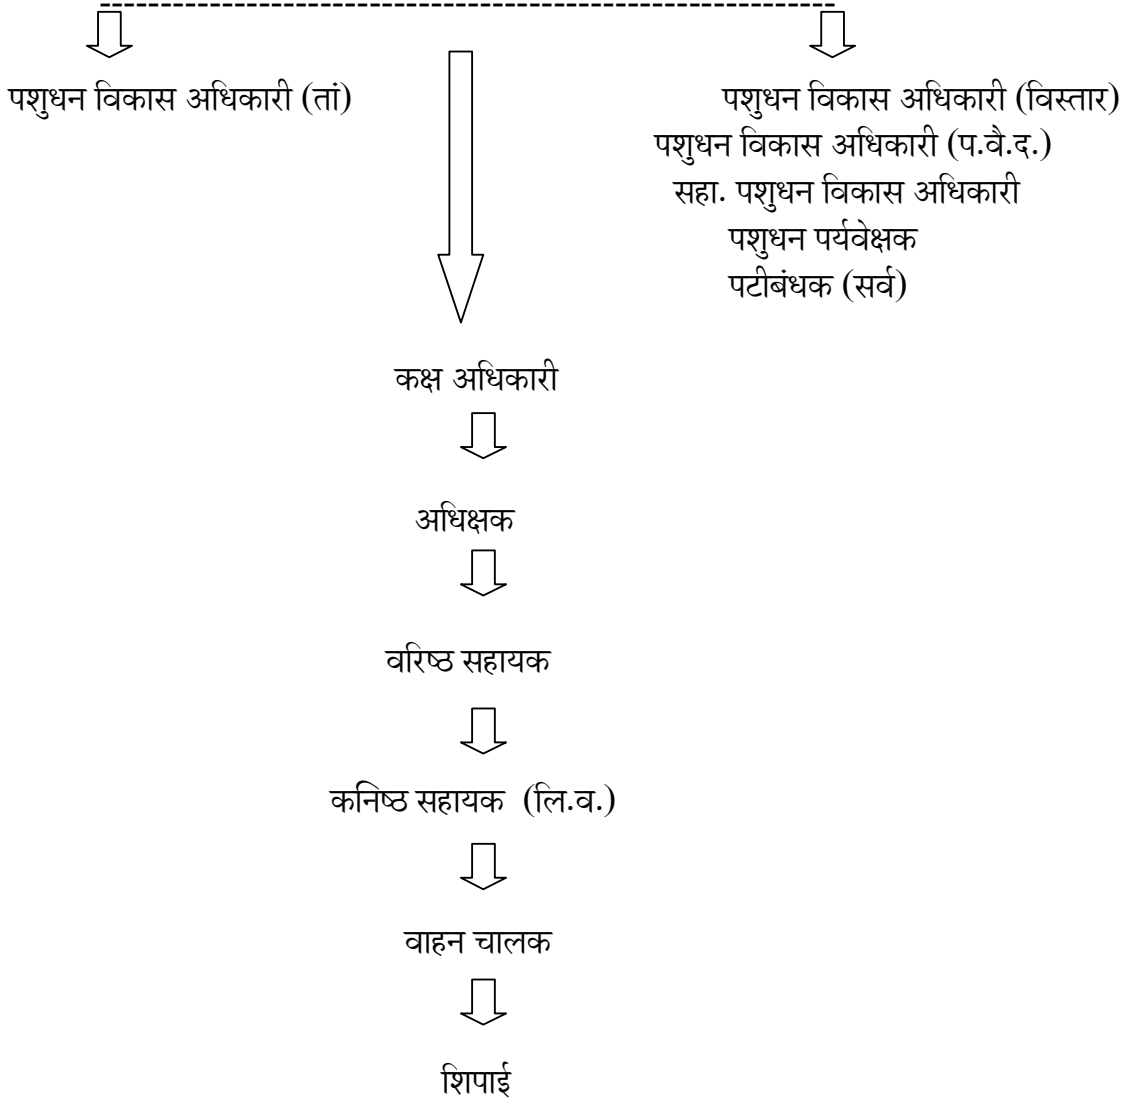 पशुधन विकास अधिकारी (तां)
पशुधन विकास अधिकारी (विस्तार)
पशुधन विकास अधिकारी (प.वै.द.)
सहा. पशुधन विकास अधिकारी
पशुधन पर्यवेक्षक
पटीबंधक (सर्व)
कक्ष अधिकारी
अधिक्षक
वरिष्ठ सहायक
कनिष्ठ सहायक (लि.व.)
वाहन चालक
शिपाई